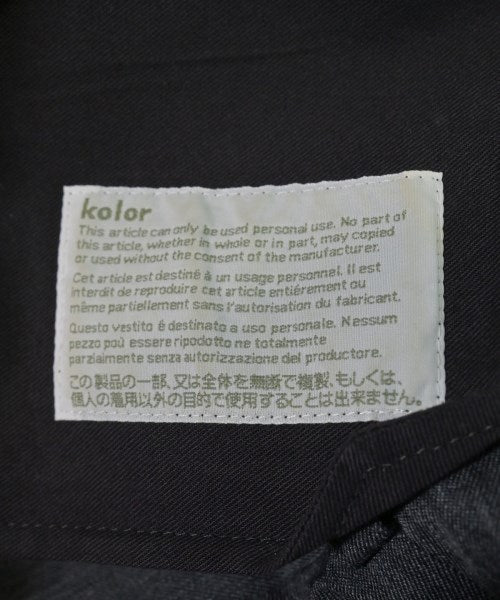 kolor
This article can only be used personal use. No part of
this article, whether in whole or in part, may copied
or used without the consent of the manufacturer.
Cet article est destiné à un usage personnel. Il est
interdit de reproduire cet article entiérement ou
même partiellement sans l'autorisation du fabricant.
Questo vestito é destinato a uso personale. Nessum
pezzo poù essere ripodotto ne totalmente
parzialmente senza autorizzazione del productore.
この製品の一部、又は全体を無断で複製、もしくは、
個人の着用以外の目的で使用することは出来ません。